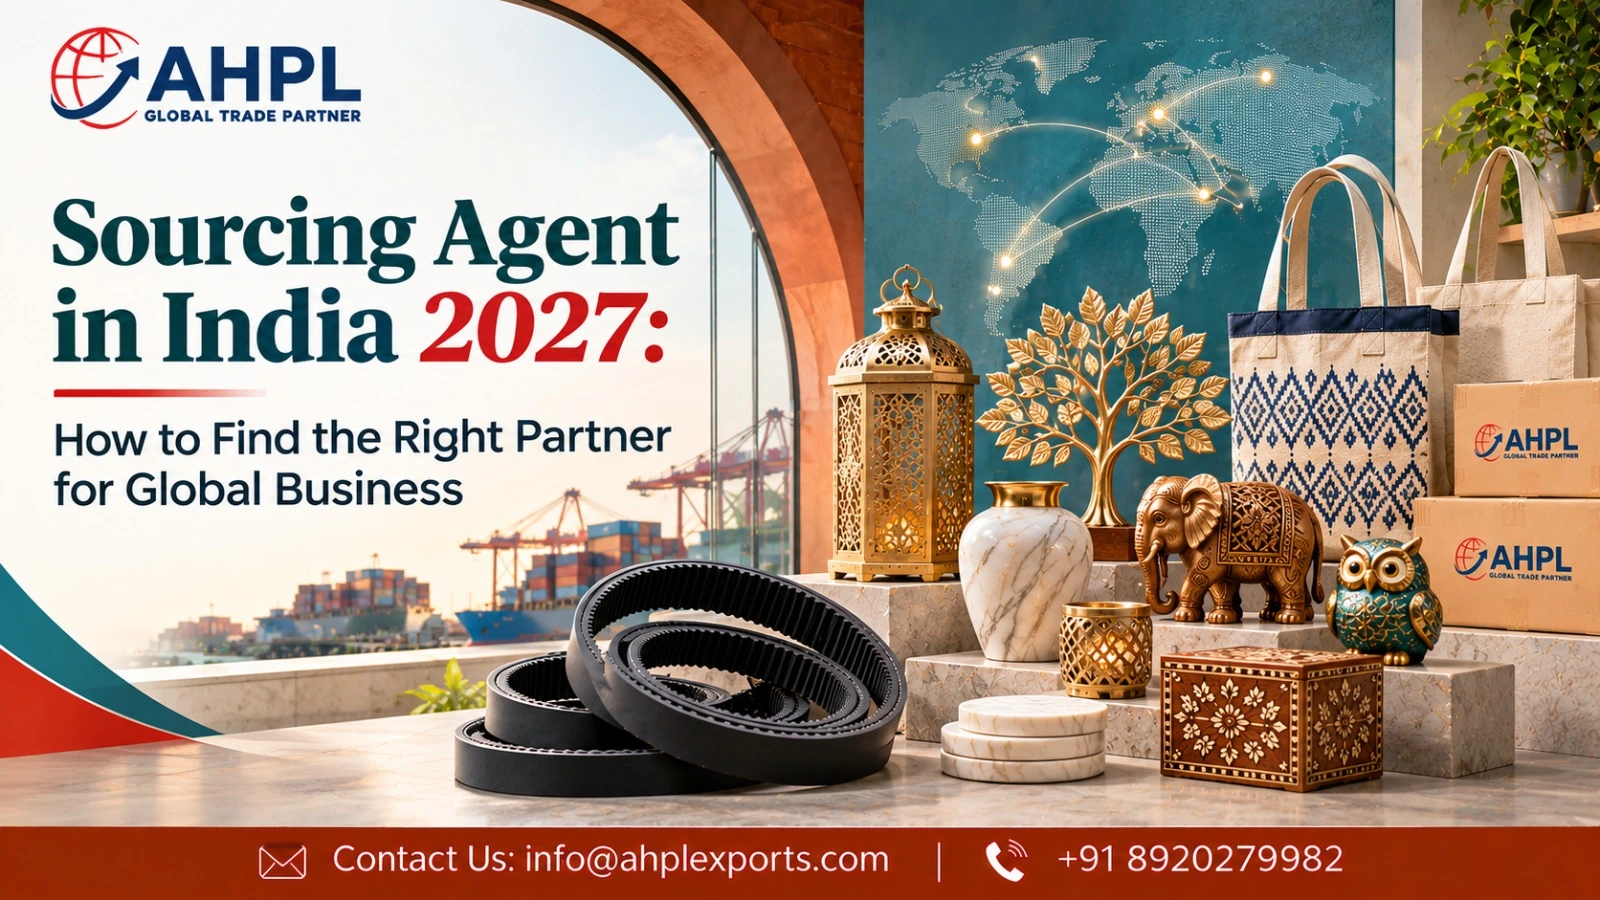 AHPL
GLOBAL TRADE PARTNER
Sourcing Agent
in India 2027:
How to Find the Right Partner
for Global Business
AHPL
GLOBAL TRADE PARTNER
AHPL
GLOBAL TRADE PARTNER
Contact Us: info@ahplexports.com | +91 8920279982